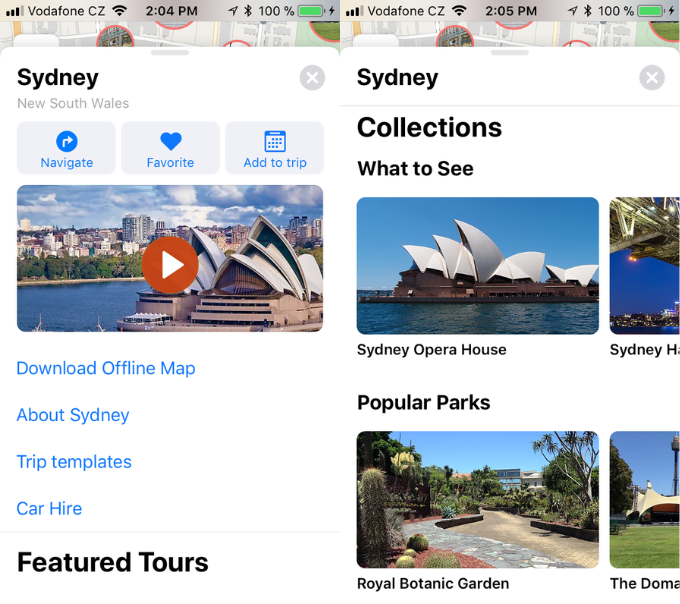 Vodafone CZ 2:04 PM 100 %
Sydney
New South Wales
Navigate Favorite Add to trip
Download Offline Map
About Sydney
Trip templates
Car Hire
Featured Tours
Vodafone CZ 2:05 PM 100 %
Sydney
Collections
What to See
Sydney Opera House Sydney Ha
Popular Parks
Royal Botanic Garden The Doma